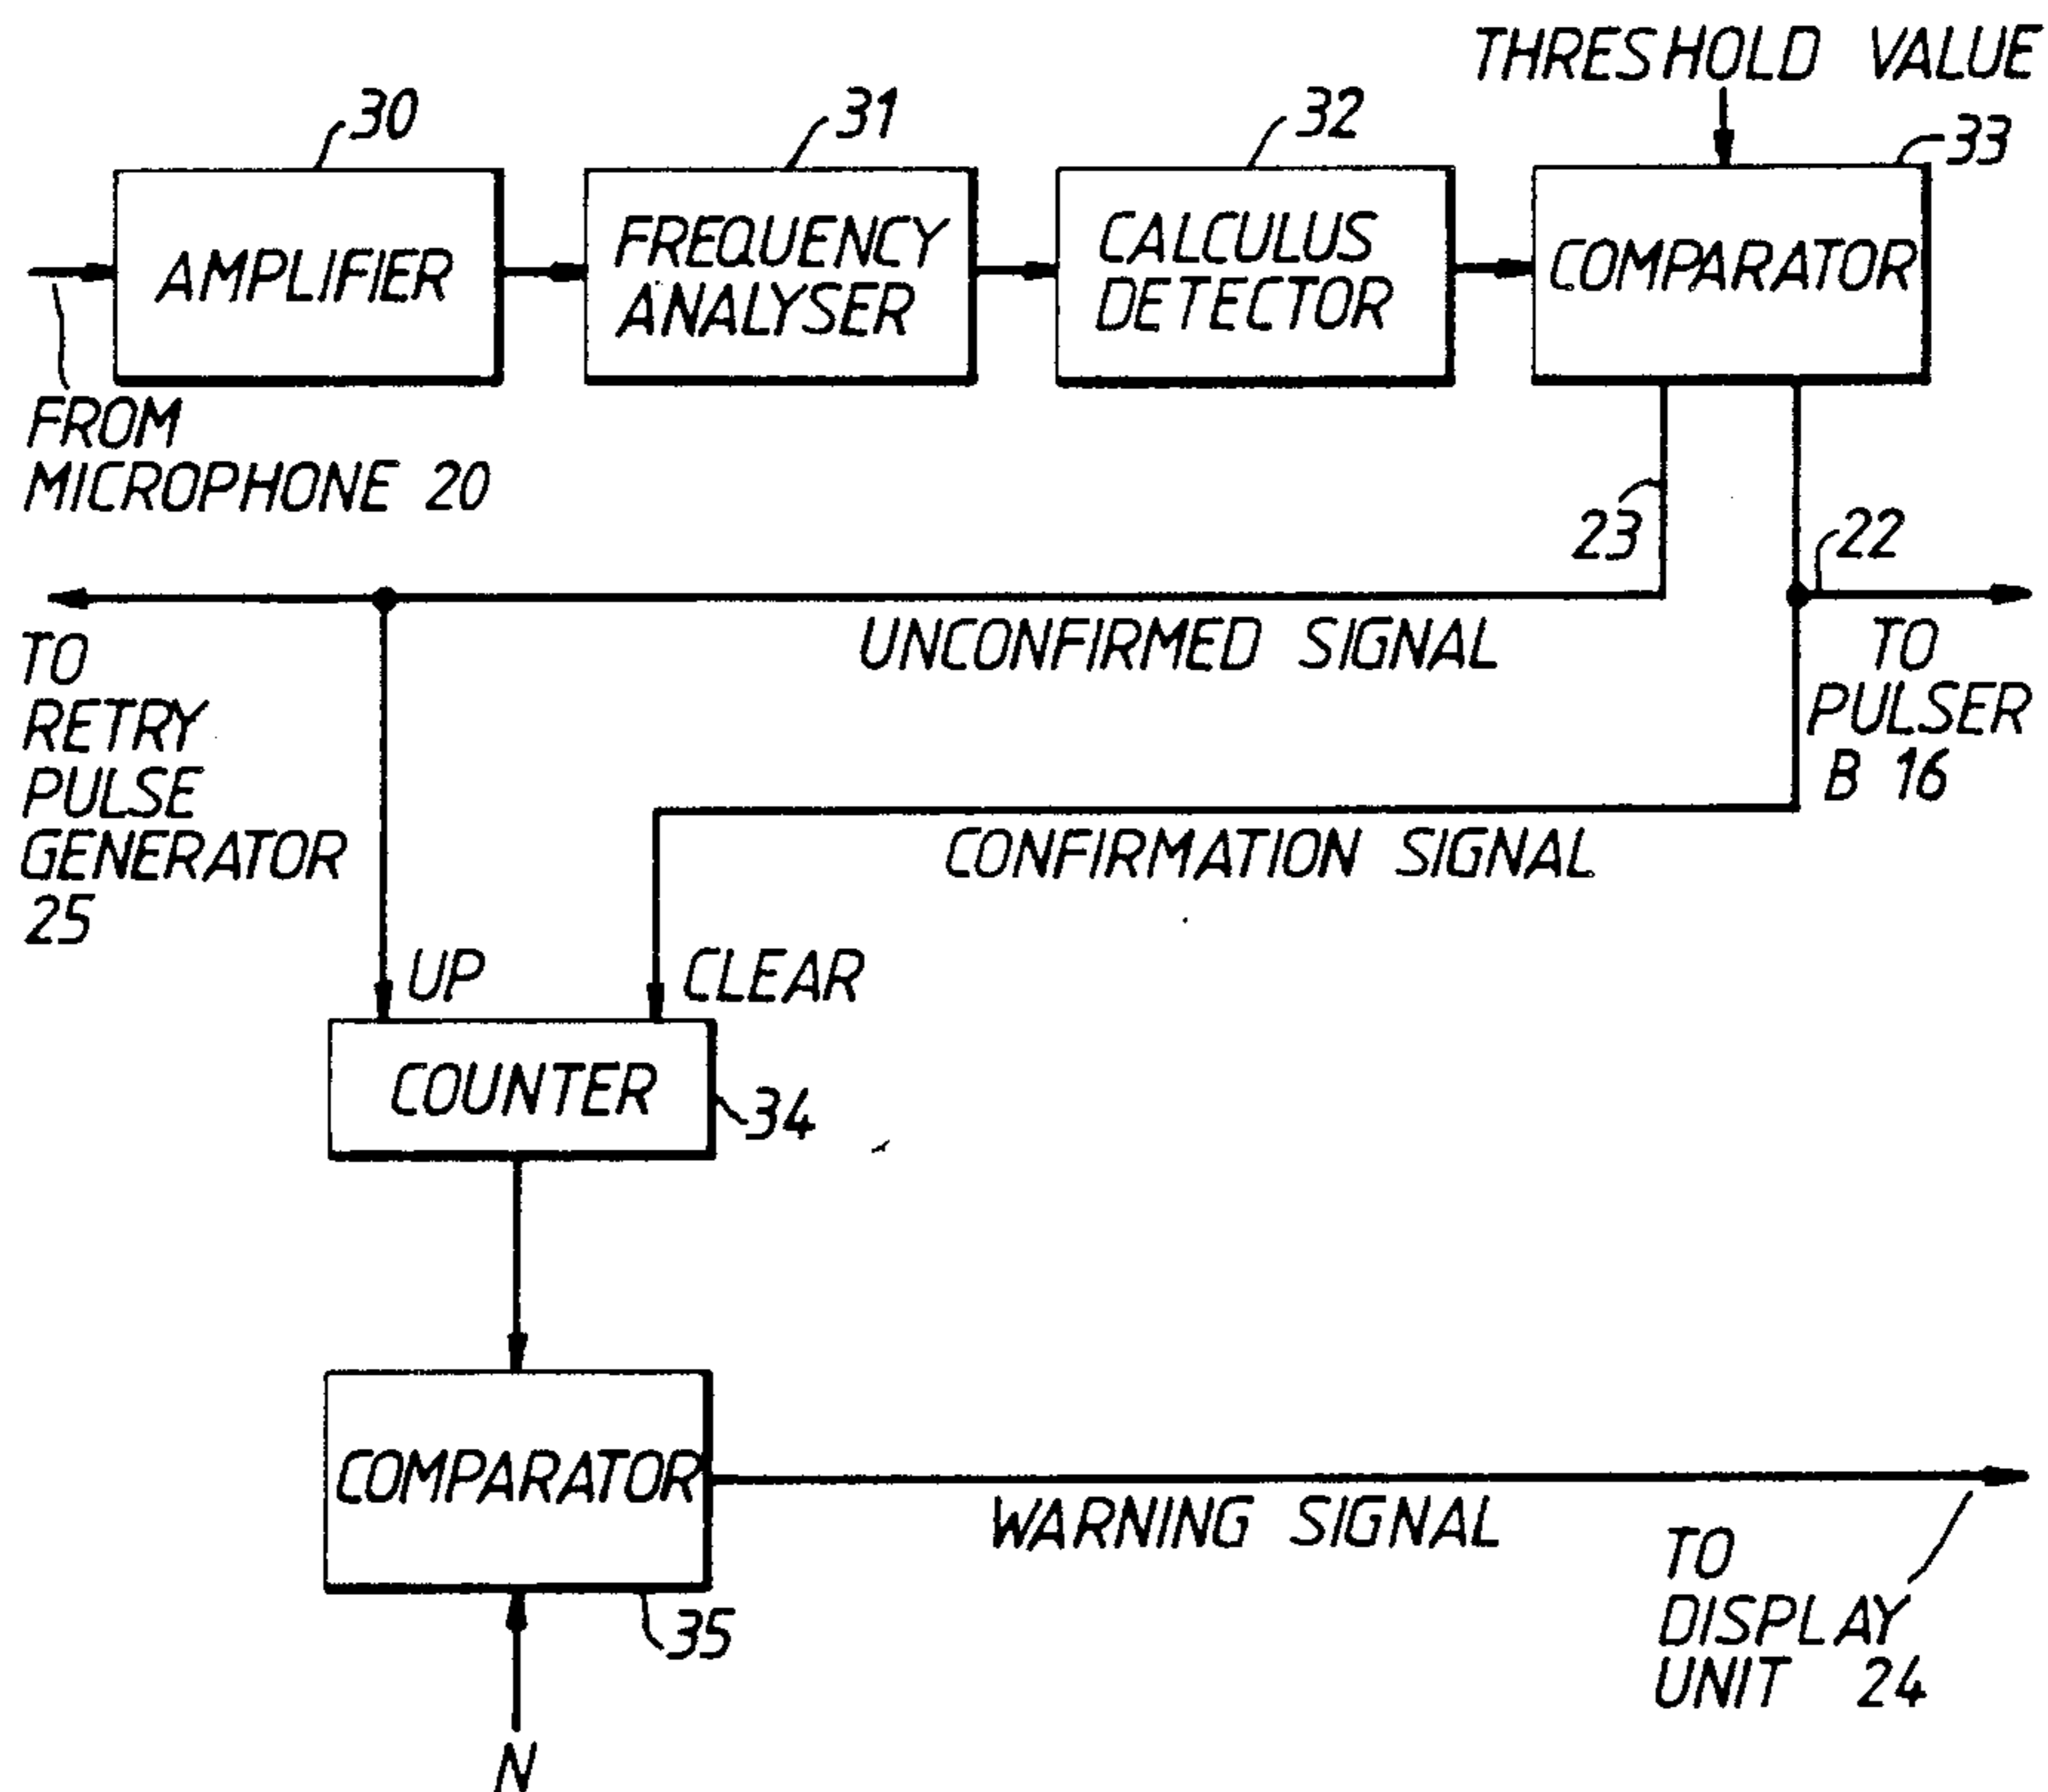 THRESHOLD VALUE
30
31
32
33
AMPLIFIER
FREQUENCY
ANALYSER
CALCULUS
DETECTOR
COMPARATOR
FROM
MICROPHONE 20
23
22
UNCONFIRMED SIGNAL
TO
RETRY
PULSE
GENERATOR
25
TO
PULSER
B 16
CONFIRMATION SIGNAL
UP
CLEAR
COUNTER
34
COMPARATOR
WARNING SIGNAL
35
TO
DISPLAY
UNIT 24
N